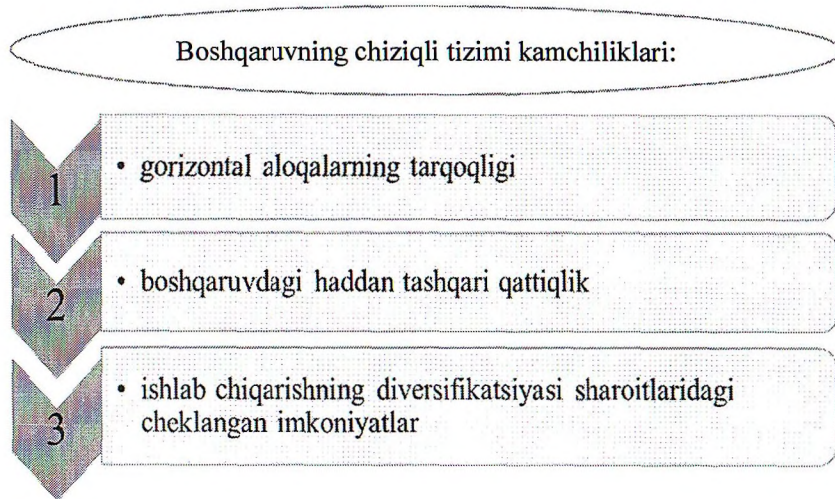 Boshqaruvning chiziqli tizimi kamchiliklari:
1
• gorizontal aloqalarning tarqoqligi
2
• boshqaruvdagi haddan tashqari qattiqlik
3
• ishlab chiqarishning diversifikatsiyasi sharoitlaridagi
cheklangan imkoniyatlar